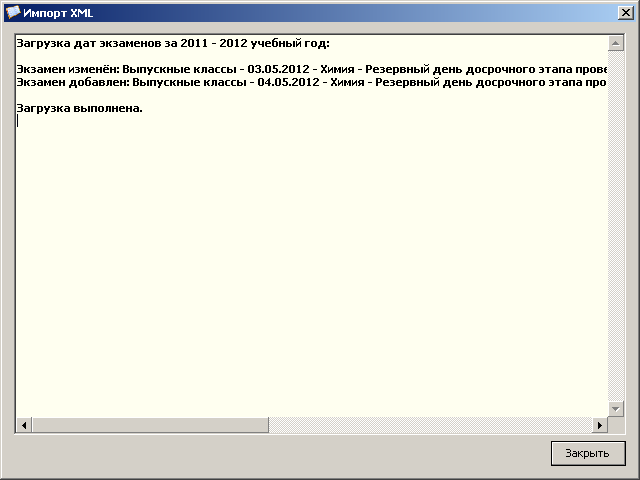 Импорт XML
Загрузка дат экзаменов за 2011 - 2012 учебный год:
Экзамен изменён: Выпускные классы - 03.05.2012 - Химия - Резервный день досрочного этапа прове
Экзамен добавлен: Выпускные классы - 04.05.2012 - Химия - Резервный день досрочного этапа про
Загрузка выполнена.
Закрыть